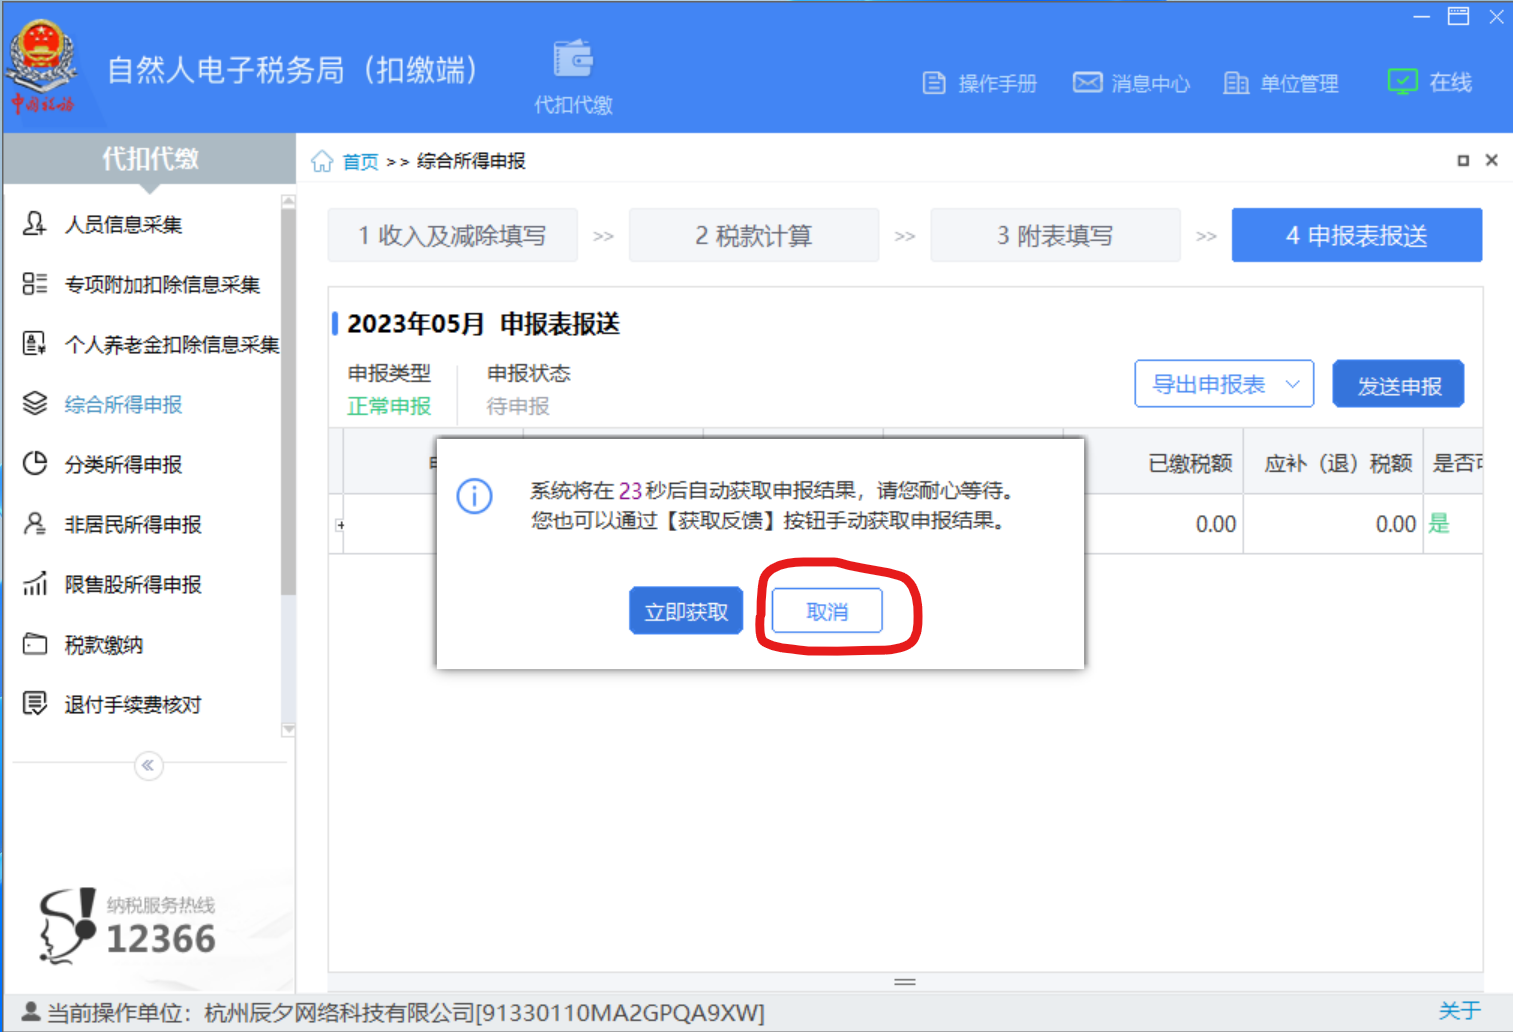 中国税务
自然人电子税务局（扣缴端）
代扣代缴
操作手册
消息中心
单位管理
在线
代扣代缴
人员信息采集
专项附加扣除信息采集
个人养老金扣除信息采集
综合所得申报
分类所得申报
非居民所得申报
限售股所得申报
税款缴纳
退付手续费核对
纳税服务热线
12366
首页 >> 综合所得申报
1 收入及减除填写 >> 2 税款计算 >> 3 附表填写 >> 4 申报表报送
2023年05月 申报表报送
申报类型 申报状态
正常申报 待申报
导出申报表 发送申报
已缴税额 应补（退）税额 是否
0.00 0.00 是
系统将在 23 秒后自动获取申报结果，请您耐心等待。
您也可以通过【获取反馈】按钮手动获取申报结果。
立即获取 取消
当前操作单位：杭州辰夕网络科技有限公司[91330110MA2GPQA9XW]
关于